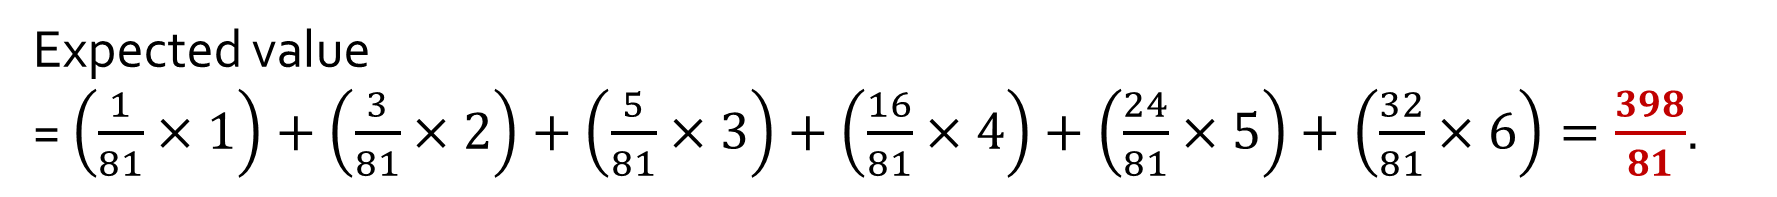 Expected value
= (1/81 × 1) + (3/81 × 2) + (5/81 × 3) + (16/81 × 4) + (24/81 × 5) + (32/81 × 6) = 398/81.